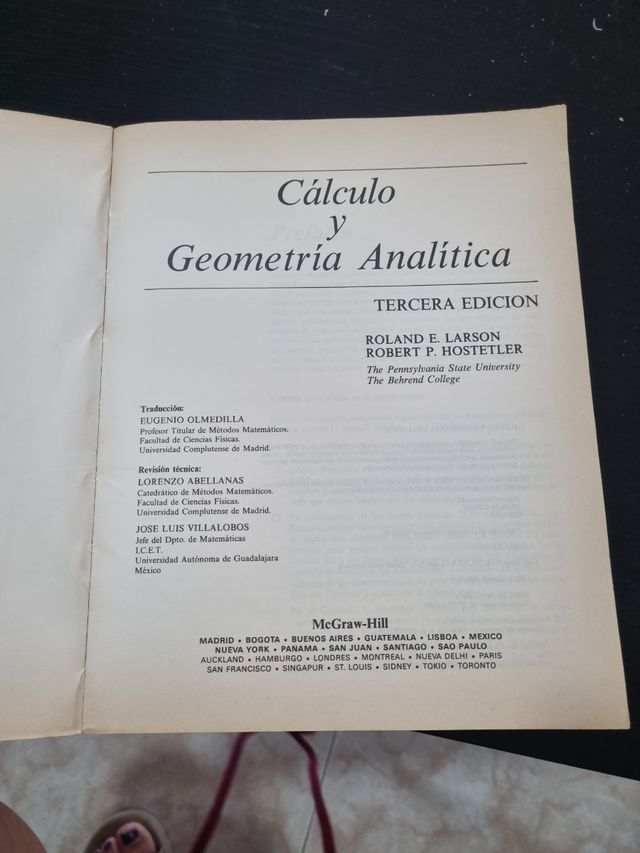 Cálculo
y
Geometría Analítica
TERCERA EDICION
ROLAND E. LARSON
ROBERT P. HOSTETLER
The Pennsylvania State University
The Behrend College
Traducción:
EUGENIO OLMEDILLA
Profesor Titular de Métodos Matemáticos.
Facultad de Ciencias Físicas.
Universidad Complutense de Madrid.
Revisión técnica:
LORENZO ABELLANAS
Catedrático de Métodos Matemáticos.
Facultad de Ciencias Físicas.
Universidad Complutense de Madrid.
JOSE LUIS VILLALOBOS
Jefe del Dpto. de Matemáticas
I.C.E.T.
Universidad Autónoma de Guadalajara
México
McGraw-Hill
MADRID • BOGOTA • BUENOS AIRES • GUATEMALA • LISBOA • MEXICO
NUEVA YORK • PANAMA • SAN JUAN • SANTIAGO • SAO PAULO
AUCKLAND • HAMBURGO • LONDRES • MONTREAL • NUEVA DELHI • PARIS
SAN FRANCISCO • SINGAPUR • ST. LOUIS • SIDNEY • TOKIO • TORONTO